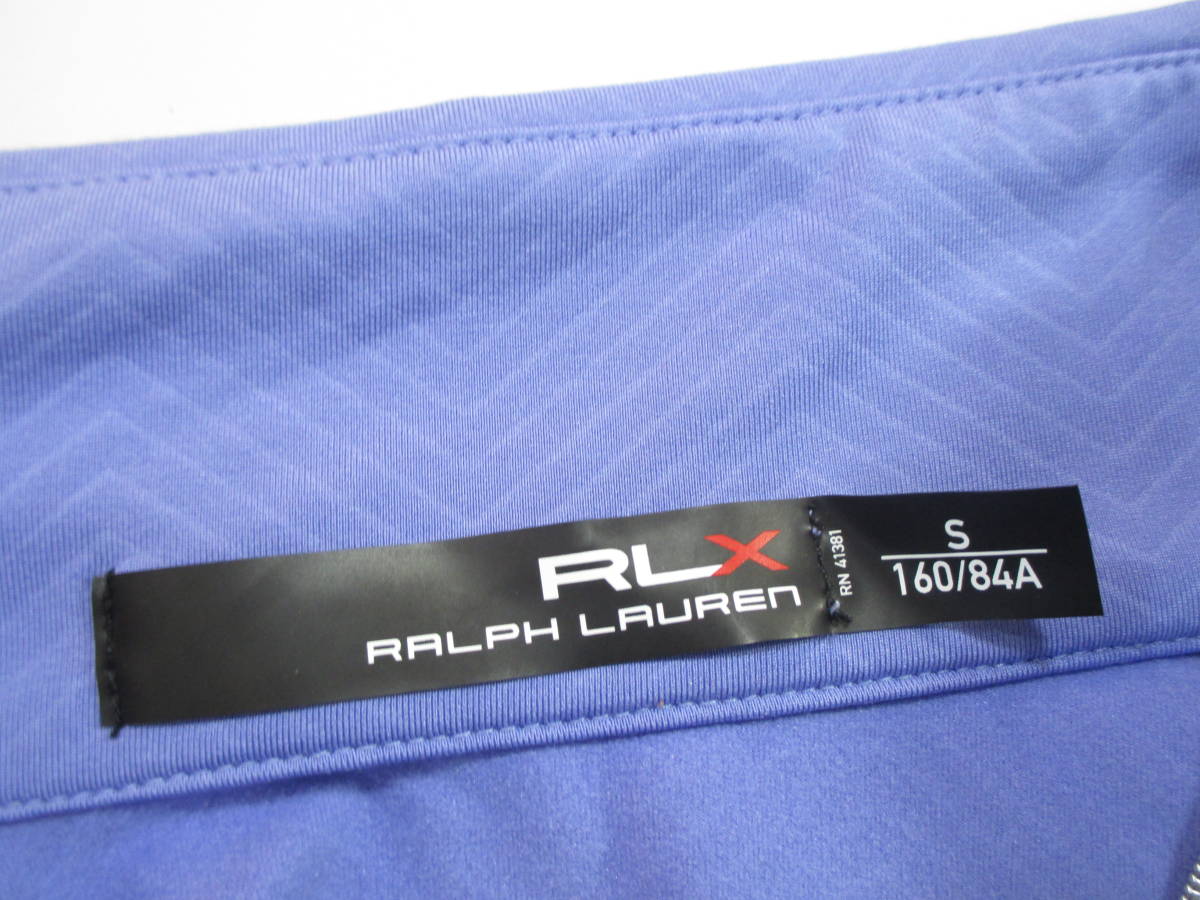 RLX
RALPH LAUREN
RN 41381
S
160/84A